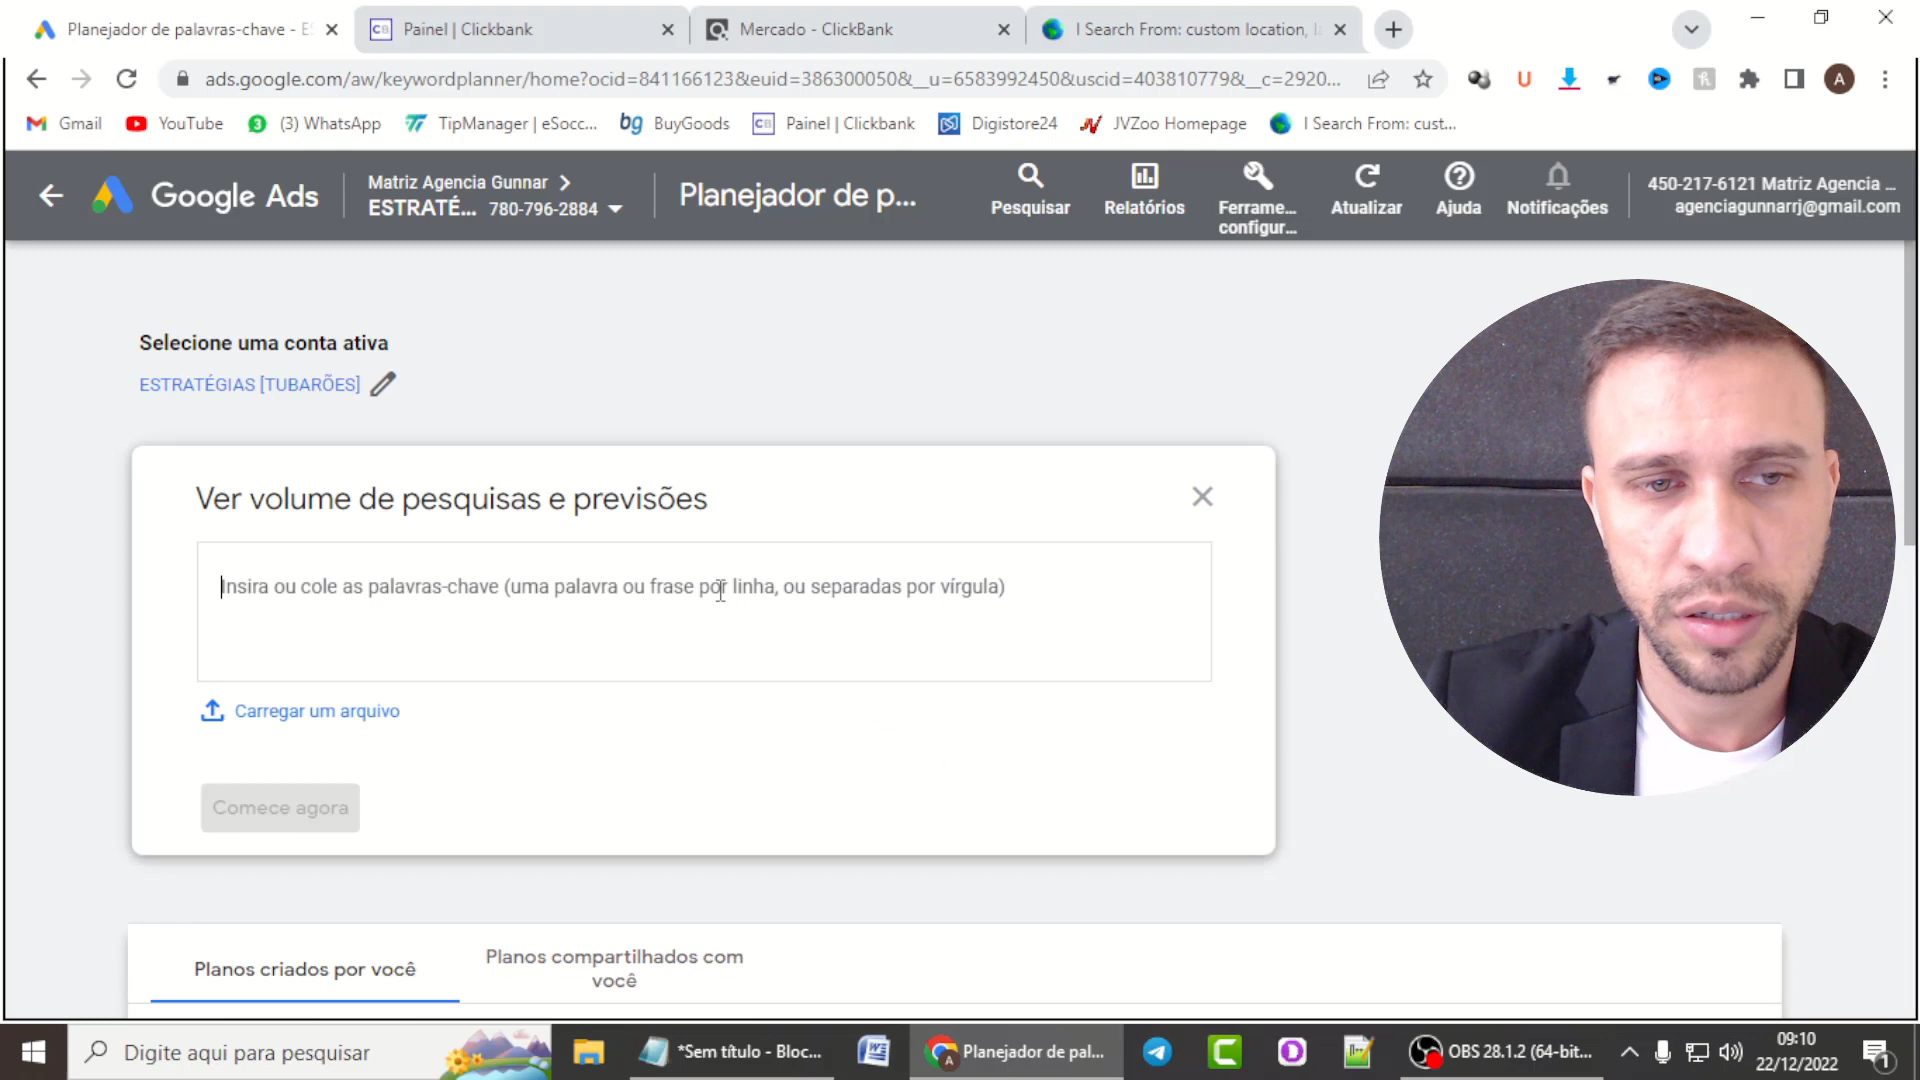 Planejador de palavras-chave - ES
Painel | Clickbank
Mercado - ClickBank
I Search From: custom location, la
ads.google.com/aw/keywordplanner/home?ocid=841166123&euid=386300050&__u=6583992450&uscid=403810779&__c=2920...
A
Gmail
YouTube
(3) WhatsApp
TipManager | eSocc...
BuyGoods
Painel | Clickbank
Digistore24
JVZoo Homepage
I Search From: cust...
Google Ads
Matriz Agencia Gunnar
ESTRATÉ... 780-796-2884
Planejador de p...
Pesquisar
Relatórios
Ferrame...
configur...
Atualizar
Ajuda
Notificações
450-217-6121 Matriz Agencia ...
agenciagunnarrj@gmail.com
Selecione uma conta ativa
ESTRATÉGIAS [TUBARÕES]
Ver volume de pesquisas e previsões
Insira ou cole as palavras-chave (uma palavra ou frase por linha, ou separadas por vírgula)
Carregar um arquivo
Comece agora
Planos criados por você
Planos compartilhados com
você
Digite aqui para pesquisar
*Sem título - Bloc...
Planejador de pal...
OBS 28.1.2 (64-bit...
09:10
22/12/2022
1